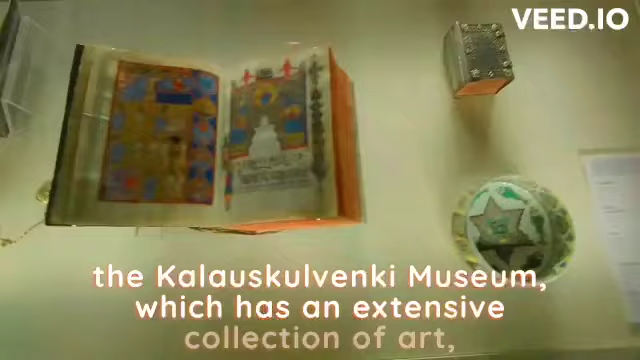 VEED.IO
the Kalauskulvenki Museum,
which has an extensive
collection of art,